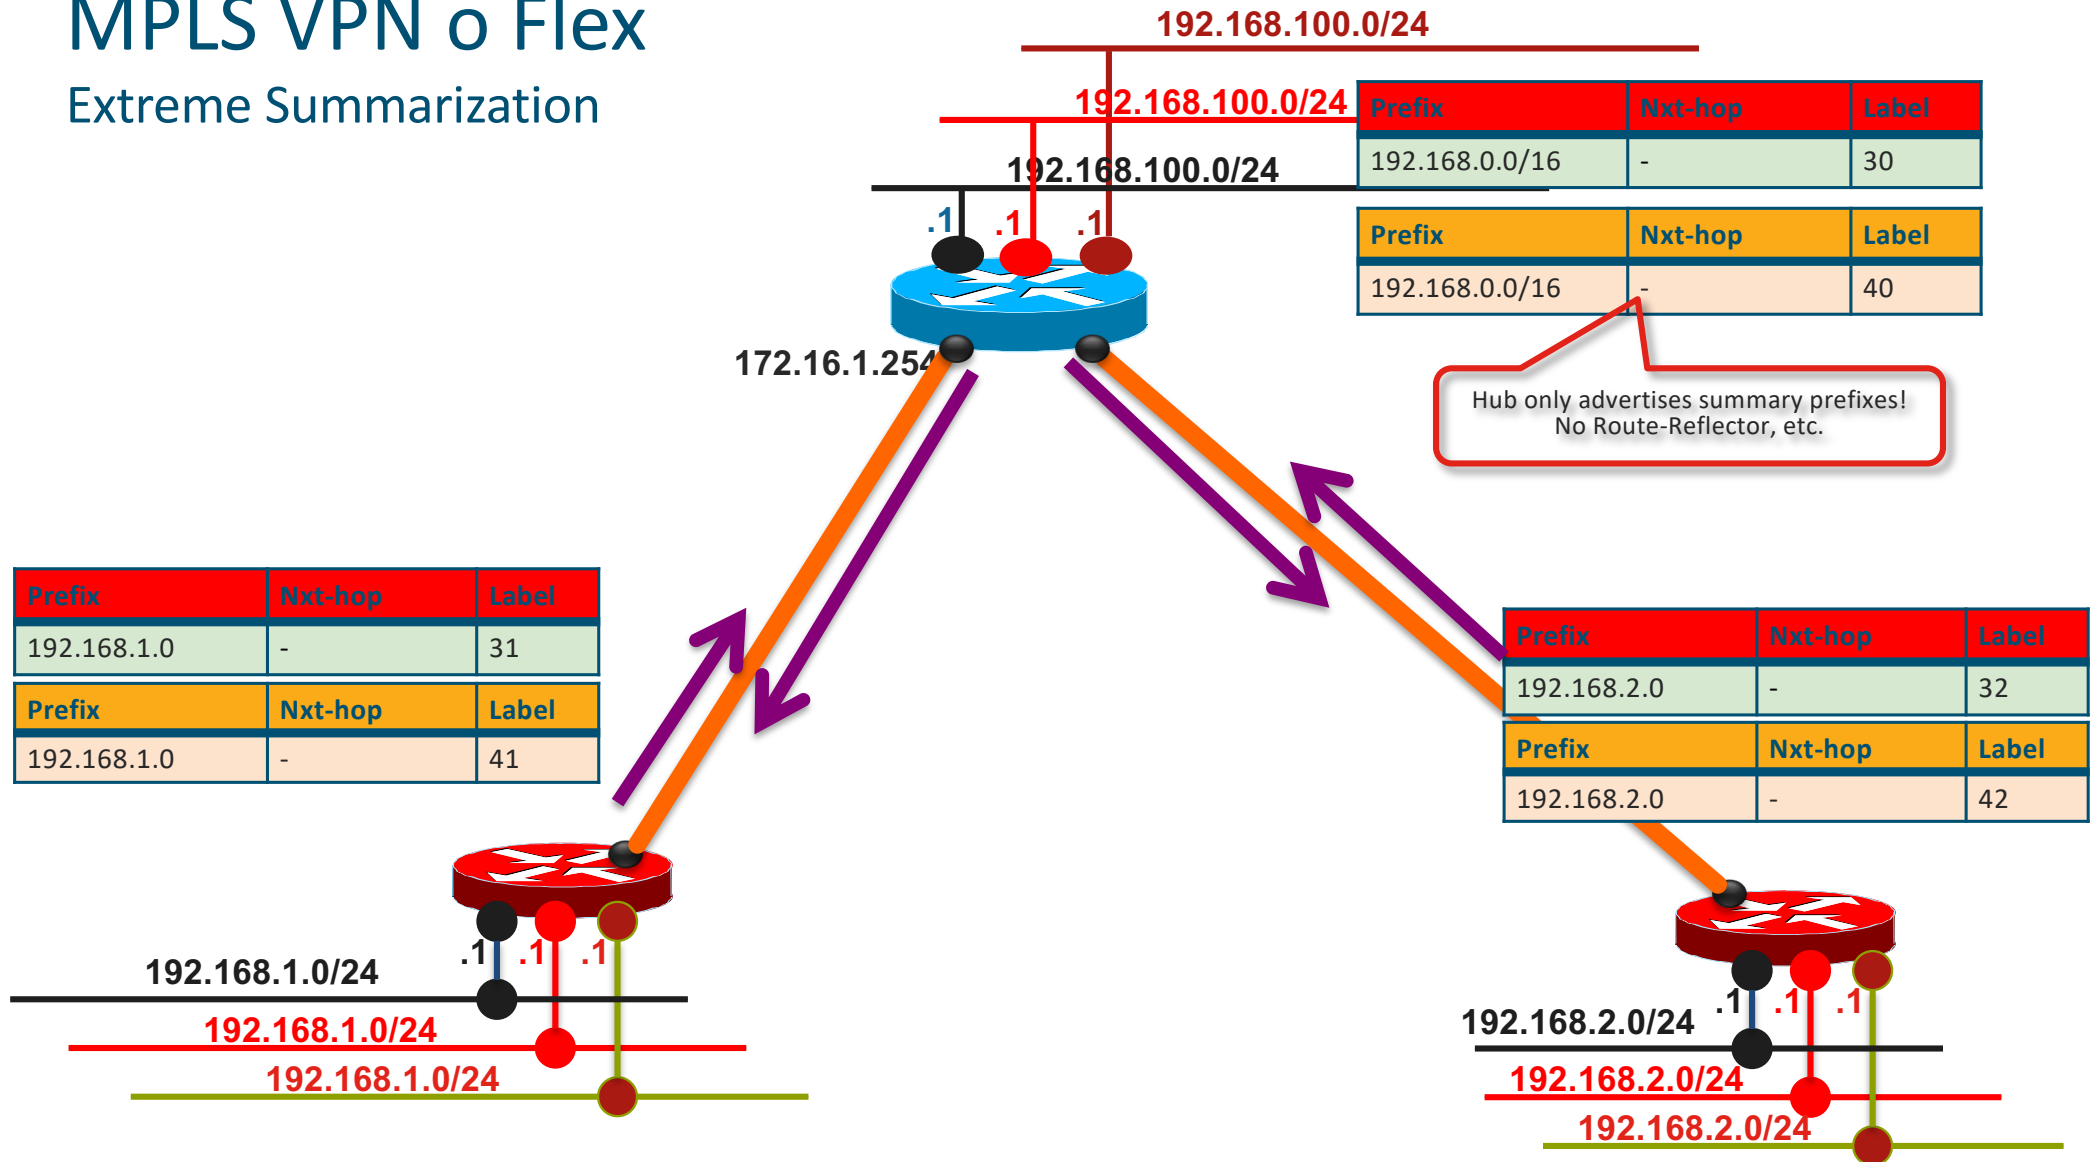 MPLS VPN o Flex
Extreme Summarization
192.168.100.0/24
192.168.100.0/24
192.168.100.0/24
.1 .1 .1
Prefix Nxt-hop Label
192.168.0.0/16 - 30
Prefix Nxt-hop Label
192.168.0.0/16 - 40
172.16.1.254
Hub only advertises summary prefixes!
No Route-Reflector, etc.
Prefix Nxt-hop Label
192.168.1.0 - 31
Prefix Nxt-hop Label
192.168.1.0 - 41
Prefix Nxt-hop Label
192.168.2.0 - 32
Prefix Nxt-hop Label
192.168.2.0 - 42
.1 .1 .1
192.168.1.0/24
192.168.1.0/24
192.168.1.0/24
.1 .1 .1
192.168.2.0/24
192.168.2.0/24
192.168.2.0/24